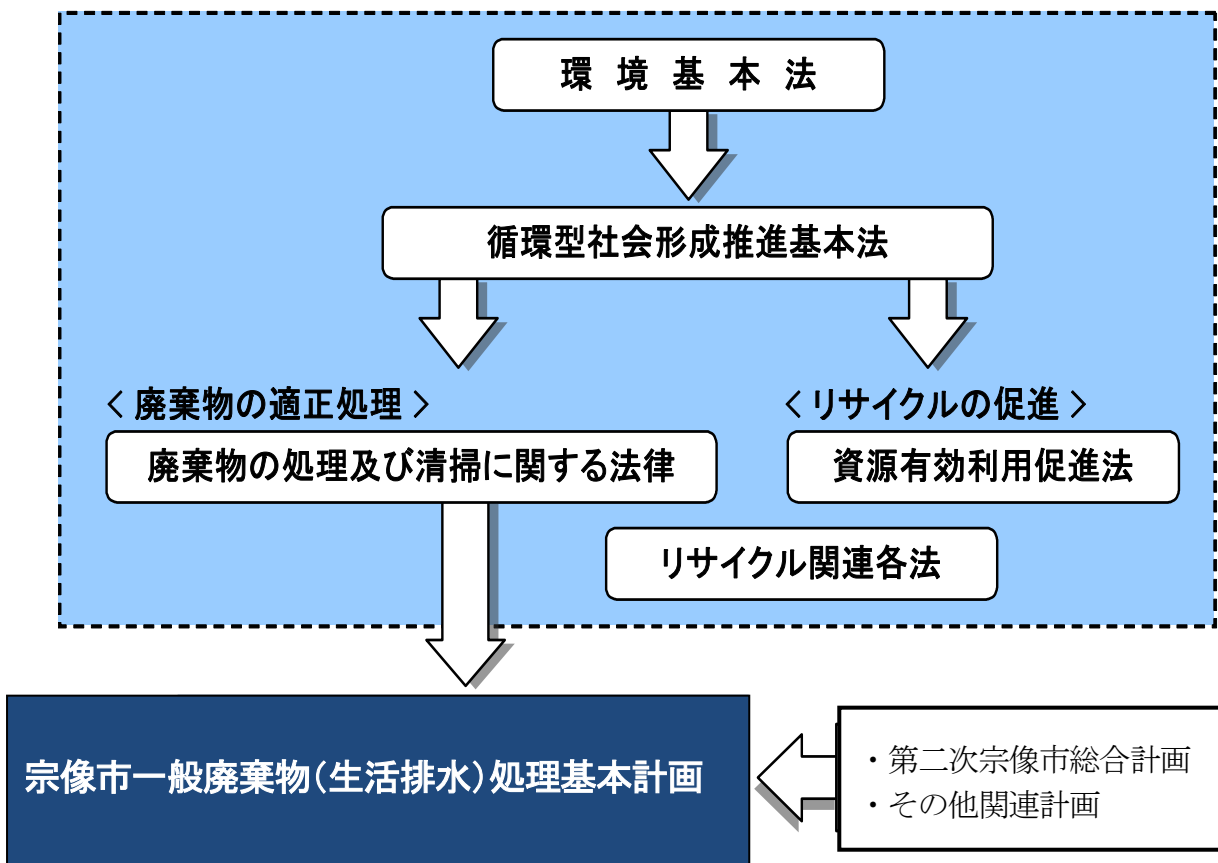 環境基本法
循環型社会形成推進基本法
＜廃棄物の適正処理＞
＜リサイクルの促進＞
廃棄物の処理及び清掃に関する法律
資源有効利用促進法
リサイクル関連各法
宗像市一般廃棄物（生活排水）処理基本計画
・第二次宗像市総合計画
・その他関連計画